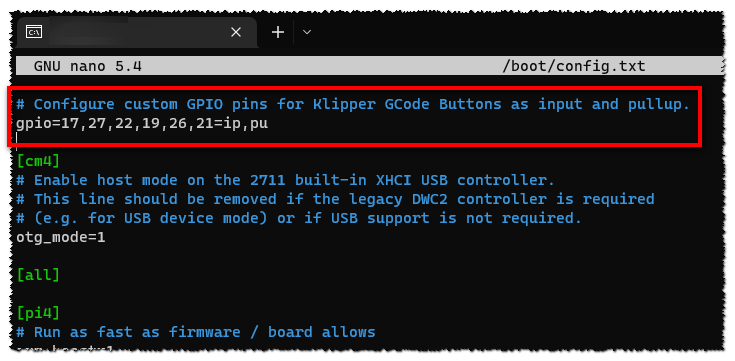 GNU nano 5.4 /boot/config.txt
# Configure custom GPIO pins for Klipper GCode Buttons as input and pullup.
gpio=17,27,22,19,26,21=ip,pu
[cm4]
# Enable host mode on the 2711 built-in XHCI USB controller.
# This line should be removed if the legacy DWC2 controller is required
# (e.g. for USB device mode) or if USB support is not required.
otg_mode=1
[all]
[pi4]
# Run as fast as firmware / board allows